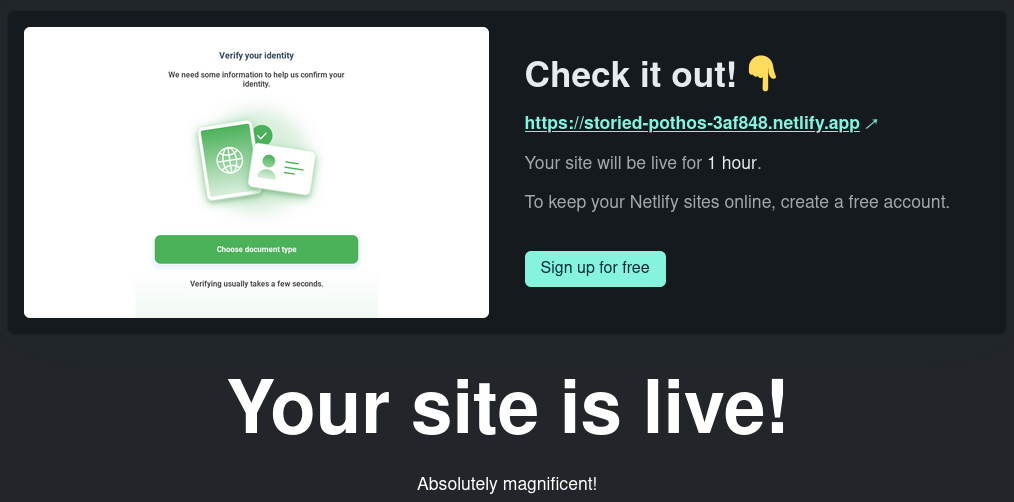 Verify your identity
We need some information to help us confirm your
identity.
Choose document type
Verifying usually takes a few seconds.
Check it out! 👇
https://storied-pothos-3af848.netlify.app ↗
Your site will be live for 1 hour.
To keep your Netlify sites online, create a free account.
Sign up for free
Your site is live!
Absolutely magnificent!